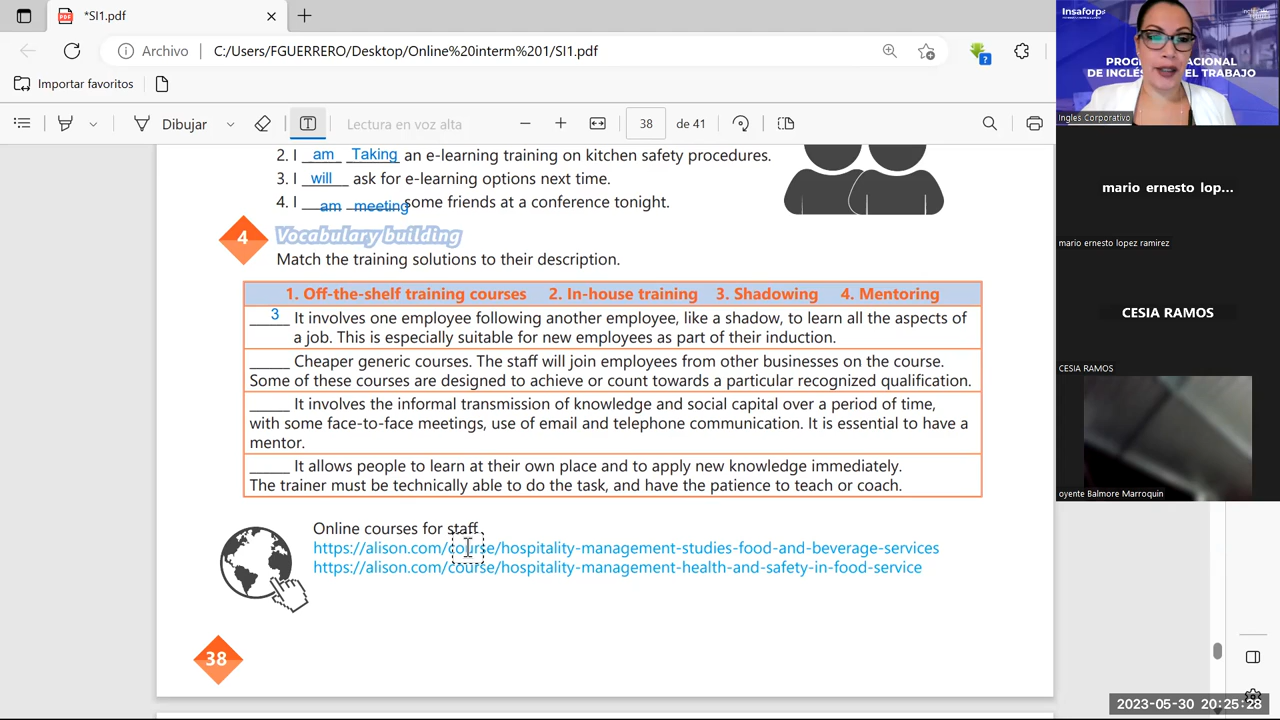 *SI1.pdf
Archivo
C:/Users/FGUERRERO/Desktop/Online%20interm%201/SI1.pdf
Importar favoritos
Dibujar
Lectura en voz alta
38
de 41
2. I am Taking an e-learning training on kitchen safety procedures.
3. I will ask for e-learning options next time.
4. I am meeting some friends at a conference tonight.
4 Vocabulary building
Match the training solutions to their description.
1. Off-the-shelf training courses 2. In-house training 3. Shadowing 4. Mentoring
3 It involves one employee following another employee, like a shadow, to learn all the aspects of
a job. This is especially suitable for new employees as part of their induction.
_____ Cheaper generic courses. The staff will join employees from other businesses on the course.
Some of these courses are designed to achieve or count towards a particular recognized qualification.
_____ It involves the informal transmission of knowledge and social capital over a period of time,
with some face-to-face meetings, use of email and telephone communication. It is essential to have a
mentor.
_____ It allows people to learn at their own place and to apply new knowledge immediately.
The trainer must be technically able to do the task, and have the patience to teach or coach.
Online courses for staff
https://alison.com/course/hospitality-management-studies-food-and-beverage-services
https://alison.com/course/hospitality-management-health-and-safety-in-food-service
38
Insaforp
Ingles Corporativo
mario ernesto lop...
mario ernesto lopez ramirez
CESIA RAMOS
CESIA RAMOS
oyente Balmore Marroquin
2023-05-30 20:25:28